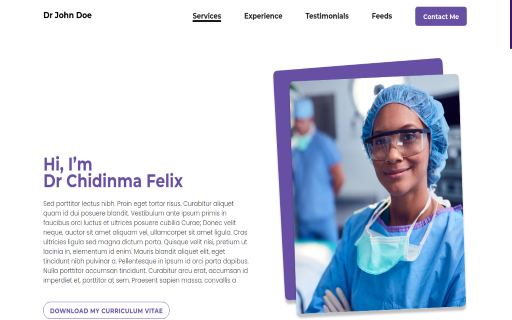 Dr John Doe
Services Experience Testimonials Feeds Contact Me
Hi, I'm
Dr Chidinma Felix
Sed porttitor lectus nibh. Proin eget tortor risus. Curabitur aliquet
quam id dui posuere blandit. Vestibulum ante ipsum primis in
faucibus orci luctus et ultrices posuere cubilia Curae; Donec velit
neque, auctor sit amet aliquam vel, ullamcorper sit amet ligula. Cras
ultricies ligula sed magna dictum porta. Quisque velit nisi, pretium ut
lacinia in, elementum id enim. Mauris blandit aliquet elit, eget
tincidunt nibh pulvinar a. Pellentesque in ipsum id orci porta dapibus.
Nulla porttitor accumsan tincidunt. Curabitur arcu erat, accumsan id
imperdiet et, porttitor at sem. Praesent sapien massa, convallis a
DOWNLOAD MY CURRICULUM VITAE